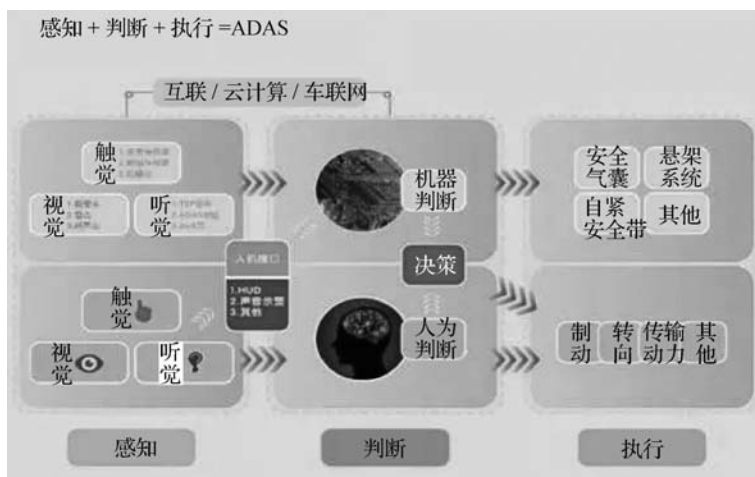 感知+判断+执行=ADAS
互联/云计算/车联网
触觉
视觉
听觉
机器判断
安全气囊
悬架系统
自紧安全带
其他
人机接口
1.HUD
2.声音示警
3.其他
决策
触觉
视觉
听觉
人为判断
制动
转向
传动
输力
其他
感知
判断
执行